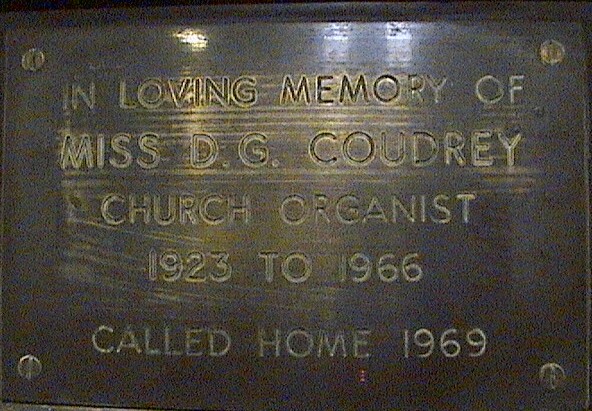 IN LOVING MEMORY OF
MISS D.G. COUDREY
CHURCH ORGANIST
1923 TO 1966
CALLED HOME 1969